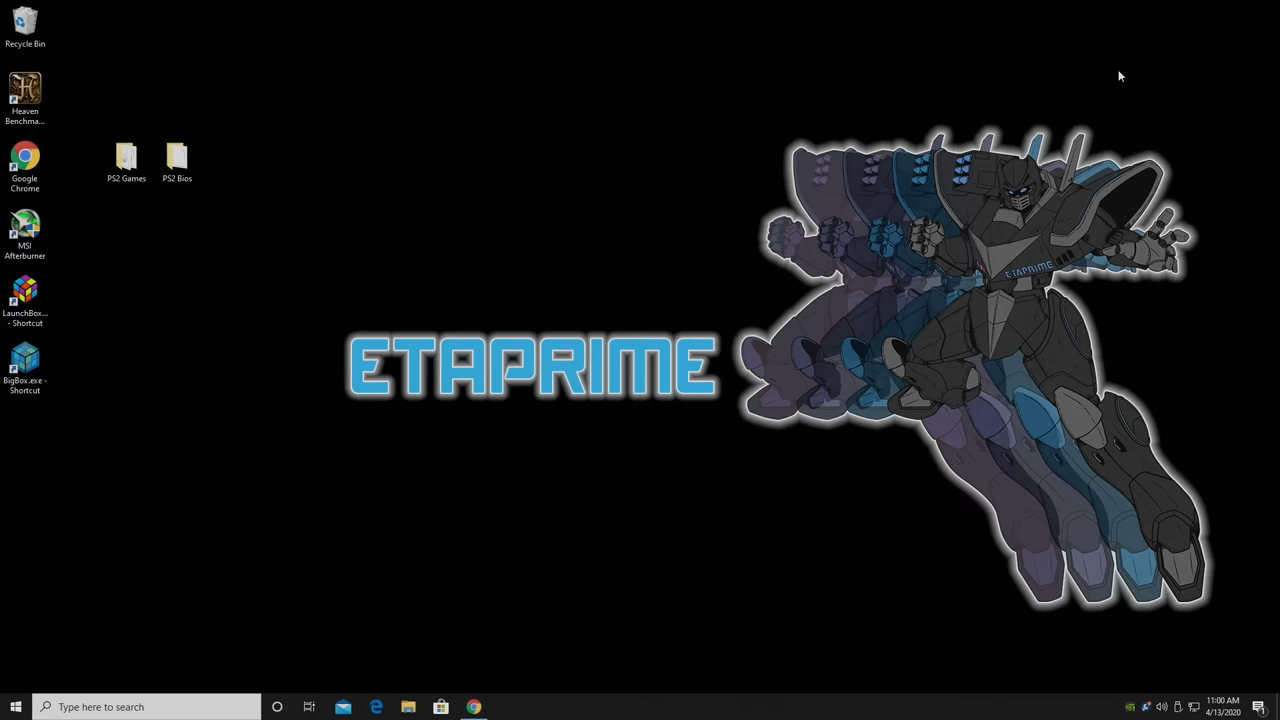 Recycle Bin
Heaven
Benchma...
Google
Chrome
PS2 Games
PS2 Bios
MSI
Afterburner
LaunchBox...
- Shortcut
BigBox.exe -
Shortcut
ETAPRIME
ETAPRIME
Type here to search
11:00 AM
4/13/2020
1